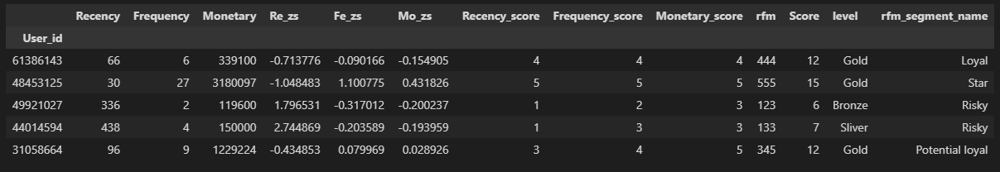 Recency Frequency Monetary Re_zs Fe_zs Mo_zs Recency_score Frequency_score Monetary_score rfm Score level rfm_segment_name
User_id
61386143 66 6 339100 -0.713776 -0.090166 -0.154905 4 4 4 444 12 Gold Loyal
48453125 30 27 3180097 -1.048483 1.100775 0.431826 5 5 5 555 15 Gold Star
49921027 336 2 119600 1.796531 -0.317012 -0.200237 1 2 3 123 6 Bronze Risky
44014594 438 4 150000 2.744869 -0.203589 -0.193959 1 3 3 133 7 Sliver Risky
31058664 96 9 1229224 -0.434853 0.079969 0.028926 3 4 5 345 12 Gold Potential loyal